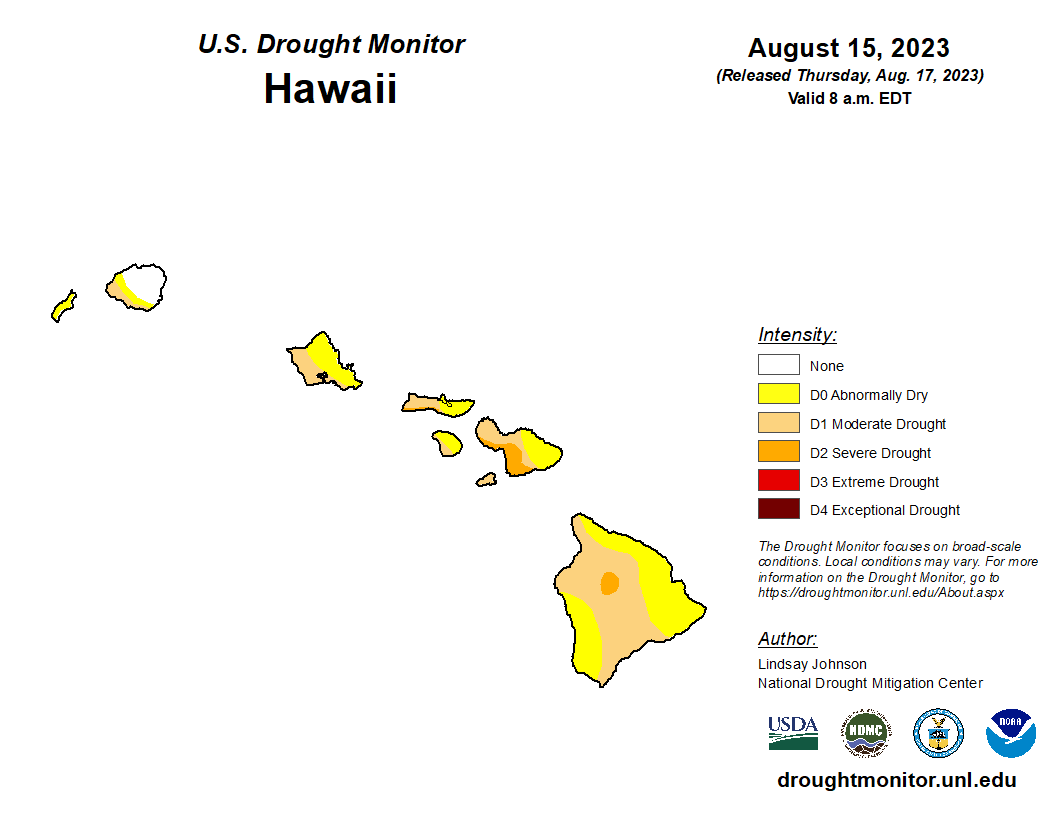 U.S. Drought Monitor
Hawaii
August 15, 2023
(Released Thursday, Aug. 17, 2023)
Valid 8 a.m. EDT
Intensity:
None
D0 Abnormally Dry
D1 Moderate Drought
D2 Severe Drought
D3 Extreme Drought
D4 Exceptional Drought
The Drought Monitor focuses on broad-scale
conditions. Local conditions may vary. For more
information on the Drought Monitor, go to
https://droughtmonitor.unl.edu/About.aspx
Author:
Lindsay Johnson
National Drought Mitigation Center
USDA
NDMC
NOAA
droughtmonitor.unl.edu